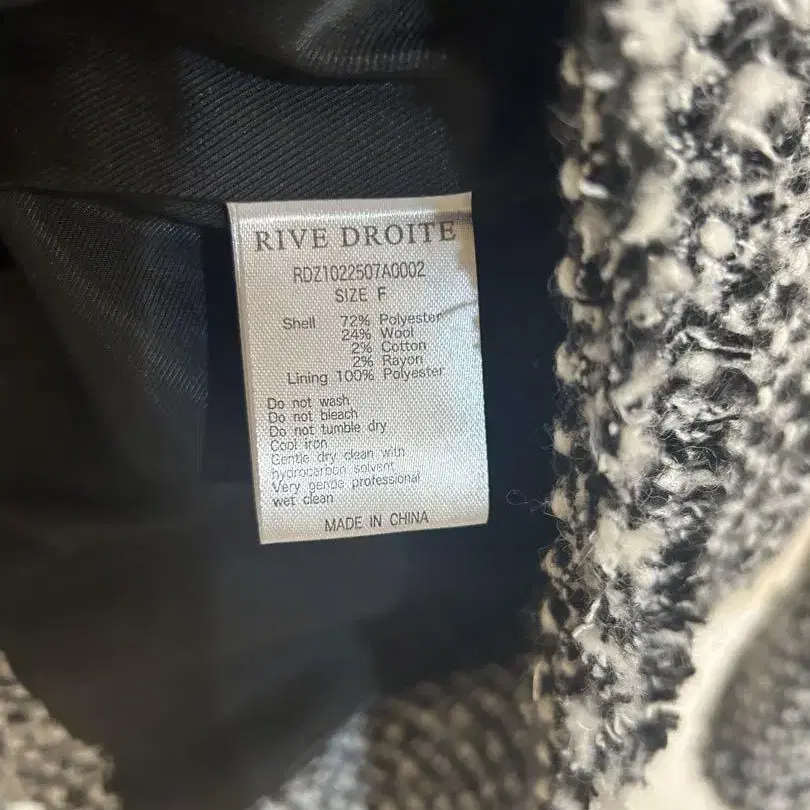 RIVE DROITE
RDZ1022507A0002
SIZE F
Shell 72% Polyester
24% Wool
2% Cotton
2% Rayon
Lining 100% Polyester
Do not wash
Do not bleach
Do not tumble dry
Cool iron
Gentle dry clean with
hydrocarbon solvent
Very gentle professional
wet clean
MADE IN CHINA